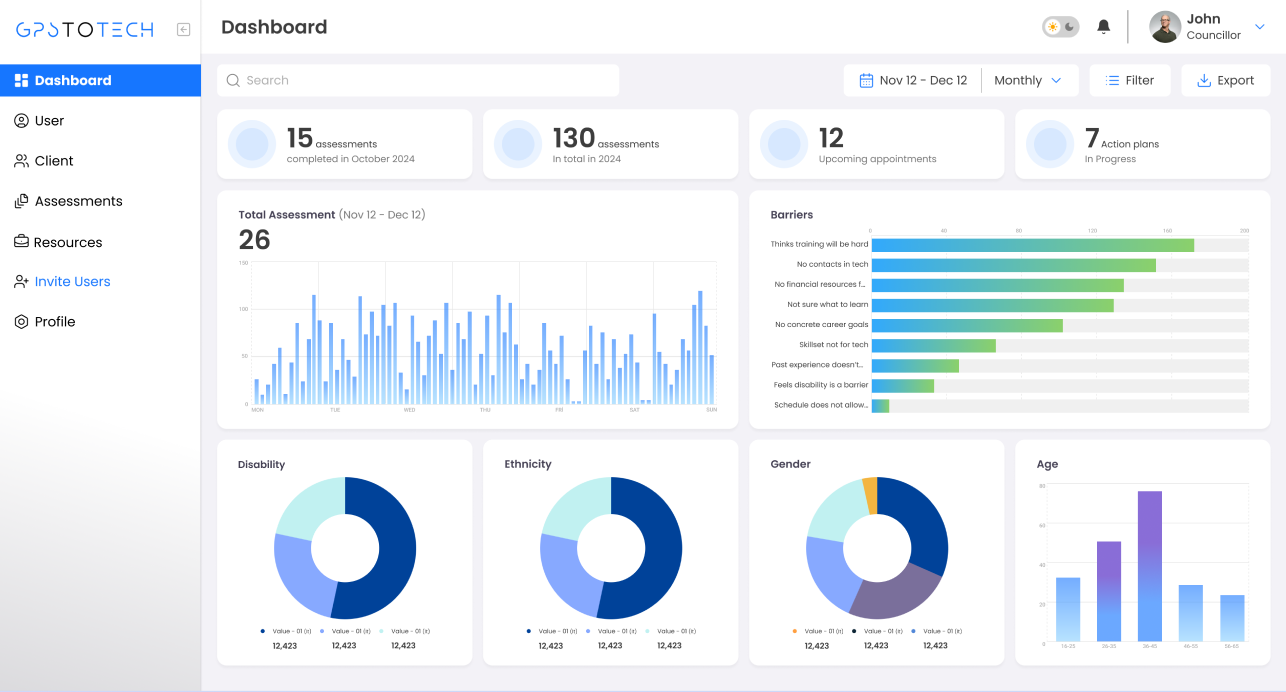 GPSTOTECH
Dashboard
User
Client
Assessments
Resources
Invite Users
Profile
Dashboard
John
Councillor
Search
Nov 12 - Dec 12
Monthly
Filter
Export
15 assessments
completed in October 2024
130 assessments
In total in 2024
12
Upcoming appointments
7 Action plans
In Progress
Total Assessment (Nov 12 - Dec 12)
26
150
100
50
0
MON TUE WED THU FRI SAT SUN
Barriers
0 40 80 120 160 200
Thinks training will be hard
No contacts in tech
No financial resources f...
Not sure what to learn
No concrete career goals
Skillset not for tech
Past experience doesn't...
Feels disability is a barrier
Schedule does not allow...
Disability
Value - 01 (π) Value - 01 (π) Value - 01 (π)
12,423 12,423 12,423
Ethnicity
Value - 01 (π) Value - 01 (π) Value - 01 (π)
12,423 12,423 12,423
Gender
Value - 01 (π) Value - 01 (π) Value - 01 (π)
12,423 12,423 12,423
Age
80
60
40
20
0
16-25 26-35 36-45 46-55 56-65